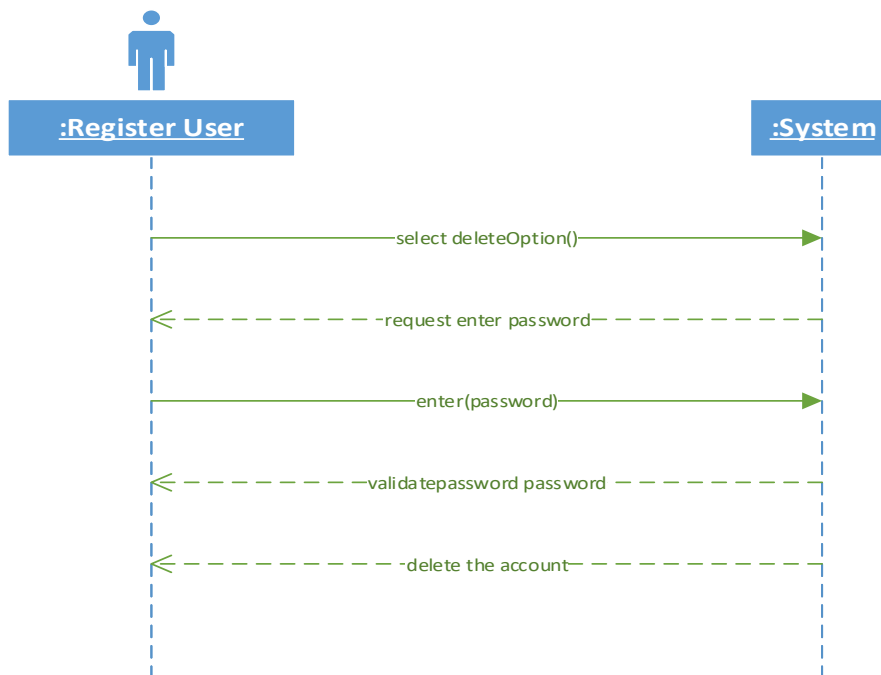 :Register User
:System
select deleteOption()
request enter password
enter(password)
validatepassword password
delete the account